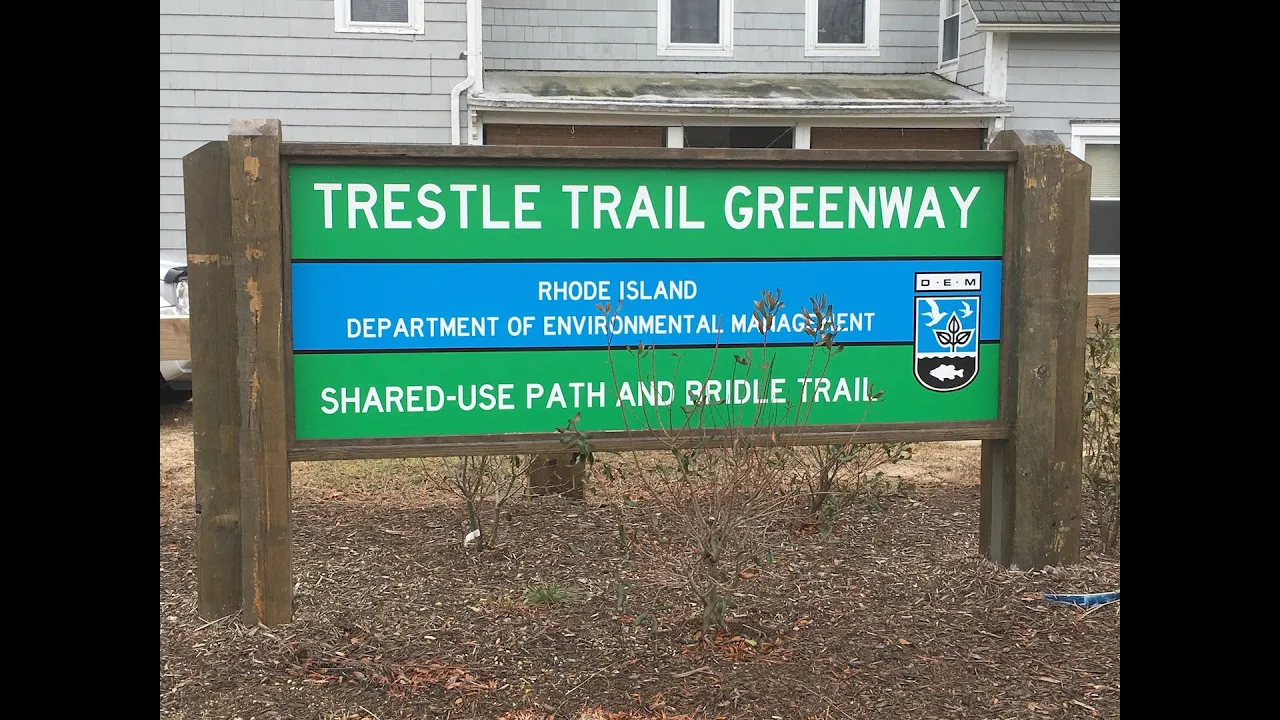 TRESTLE TRAIL GREENWAY
RHODE ISLAND
DEPARTMENT OF ENVIRONMENTAL MANAGEMENT
D·E·M
SHARED-USE PATH AND BRIDLE TRAIL